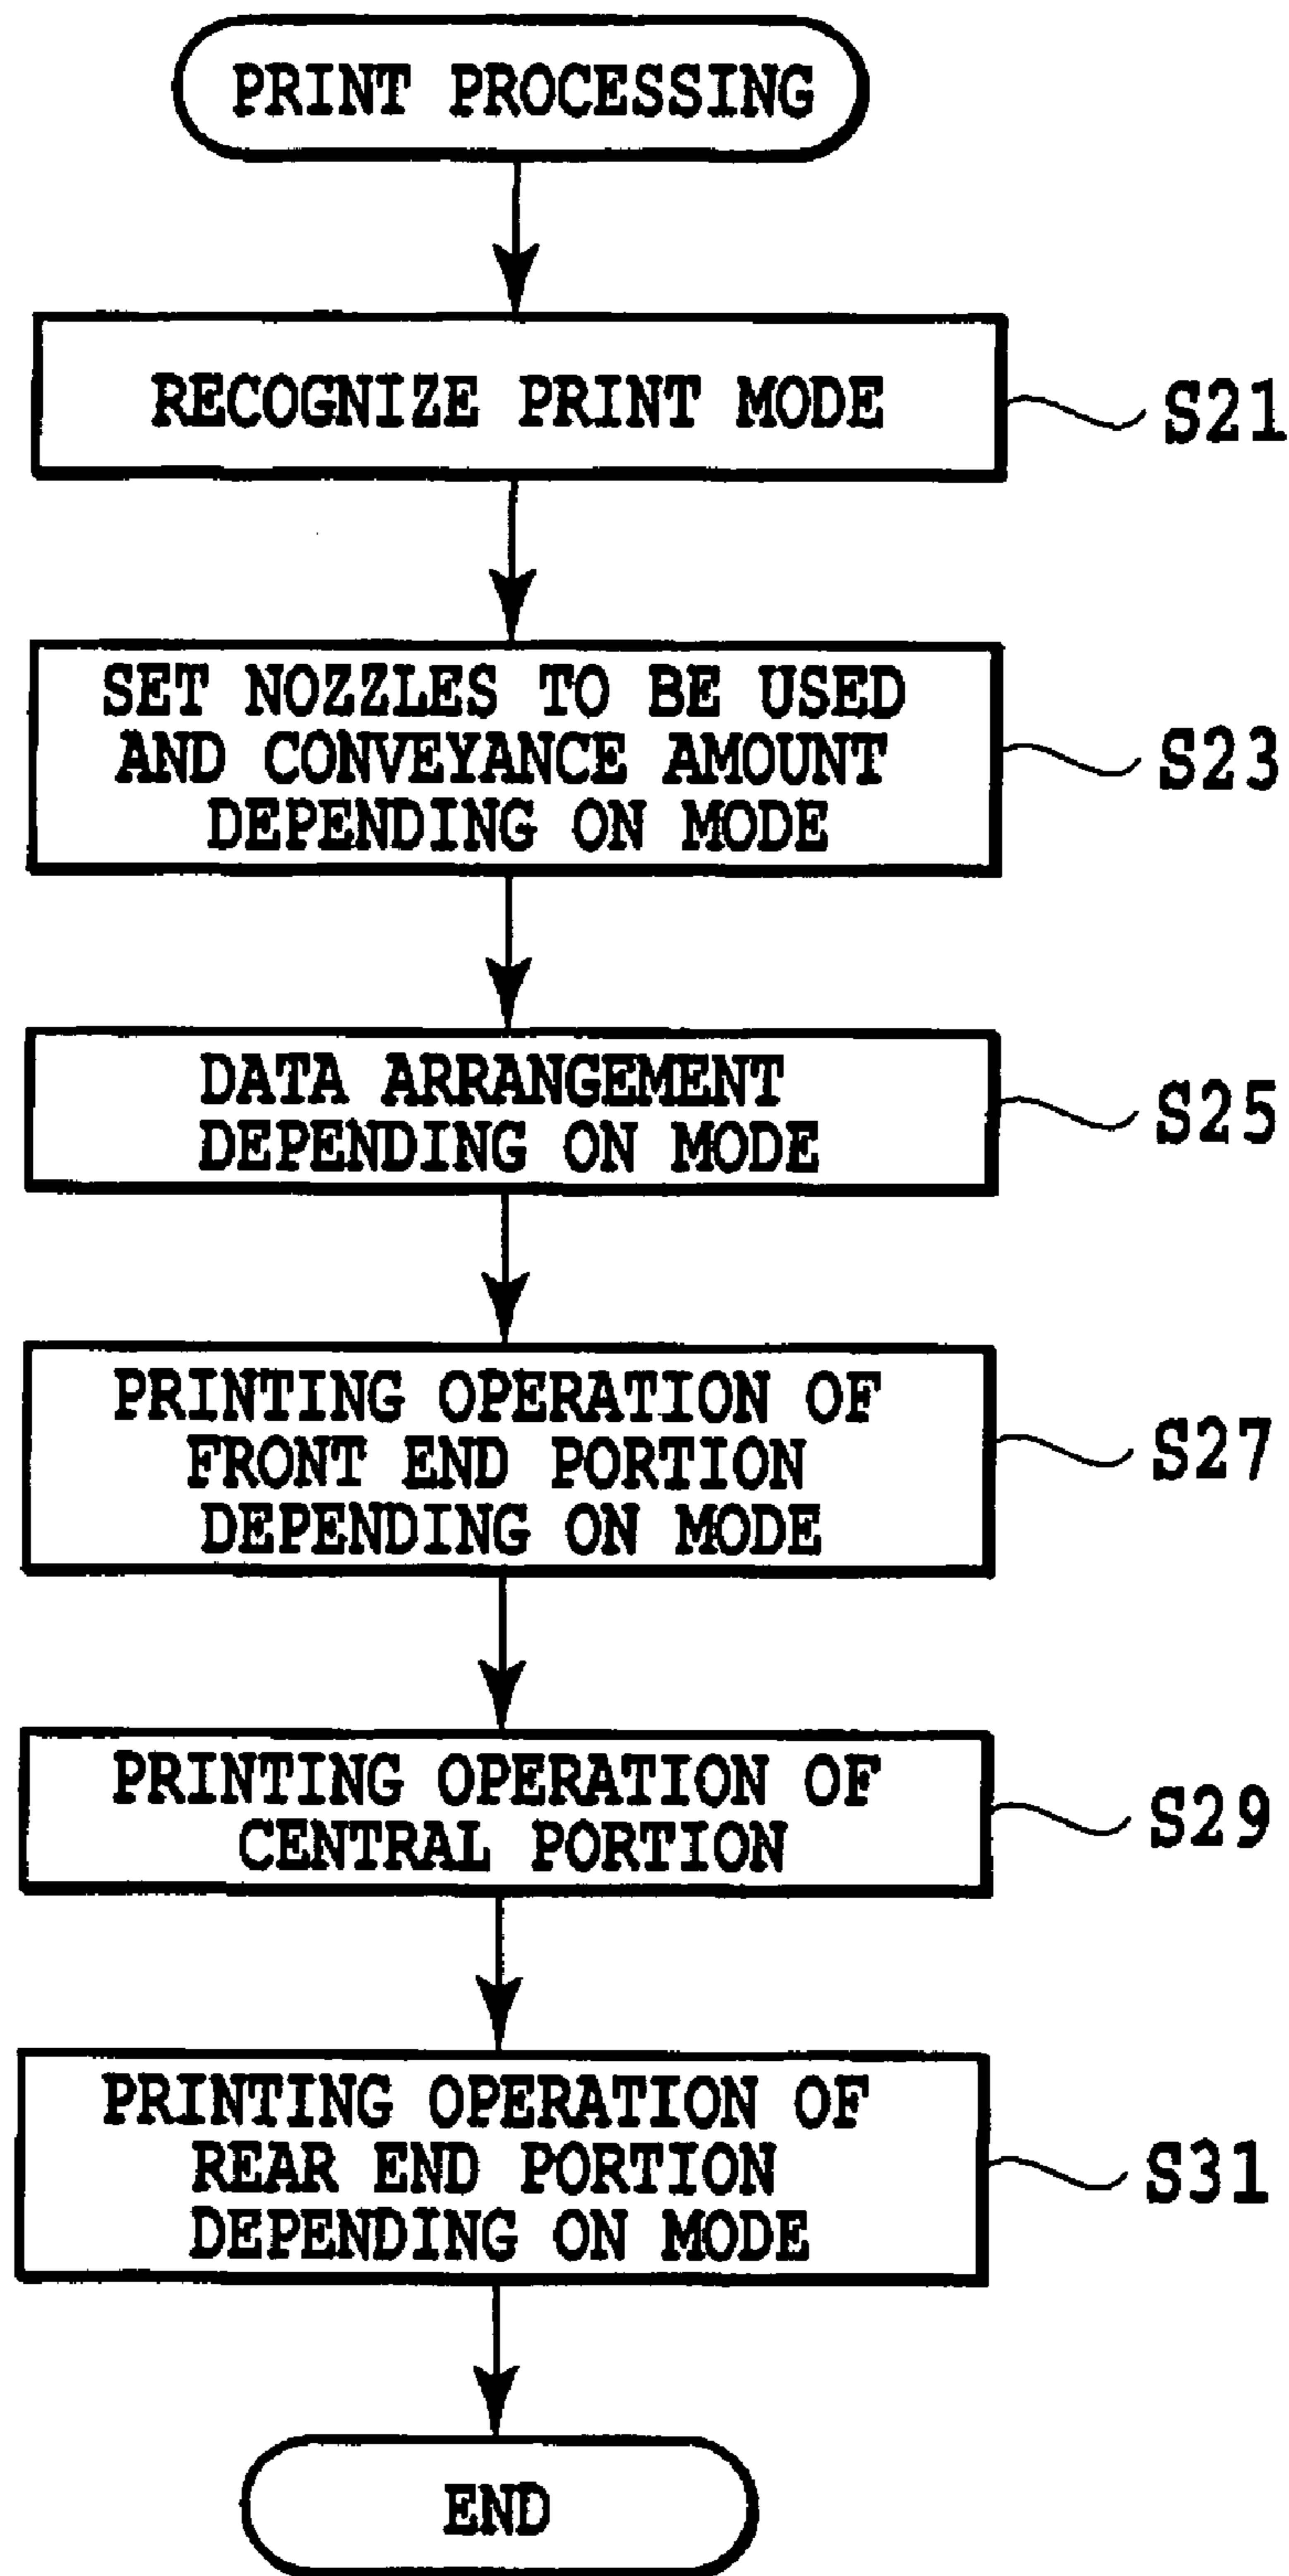 PRINT PROCESSING
RECOGNIZE PRINT MODE
S21
SET NOZZLES TO BE USED
AND CONVEYANCE AMOUNT
DEPENDING ON MODE
S23
DATA ARRANGEMENT
DEPENDING ON MODE
S25
PRINTING OPERATION OF
FRONT END PORTION
DEPENDING ON MODE
S27
PRINTING OPERATION OF
CENTRAL PORTION
S29
PRINTING OPERATION OF
REAR END PORTION
DEPENDING ON MODE
S31
END